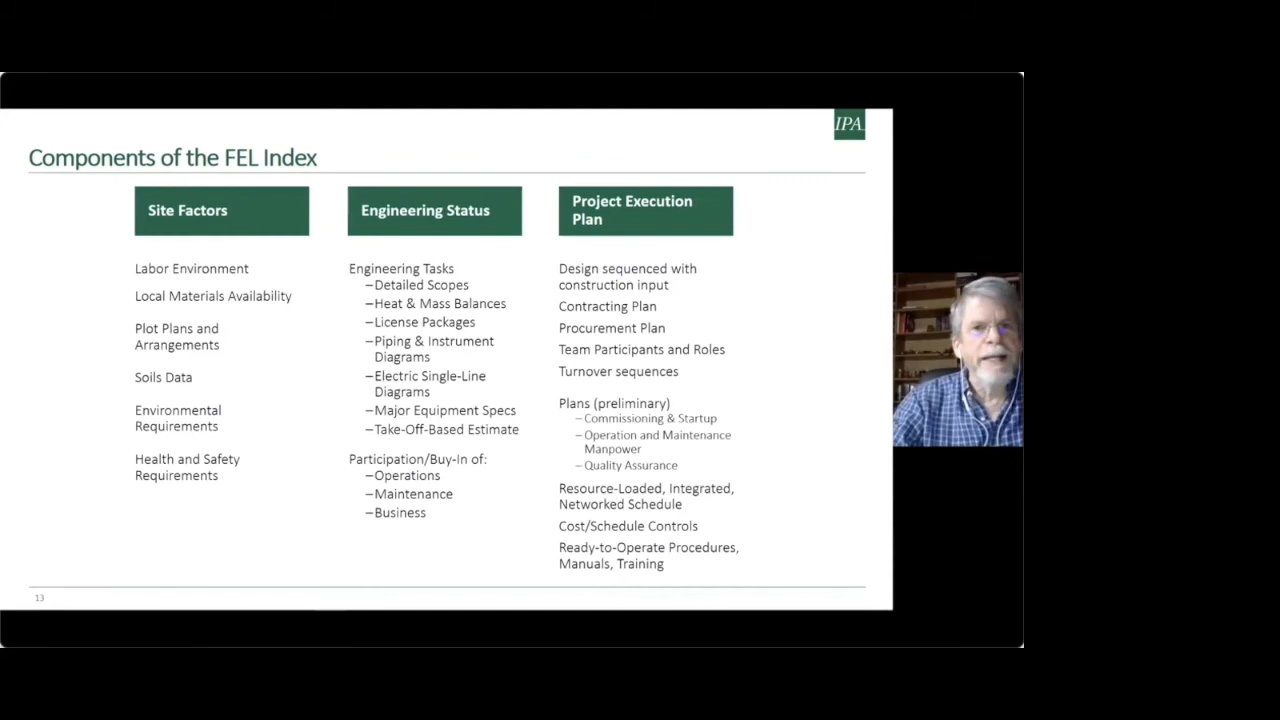 IPA
Components of the FEL Index
Site Factors
Labor Environment
Local Materials Availability
Plot Plans and
Arrangements
Soils Data
Environmental
Requirements
Health and Safety
Requirements
Engineering Status
Engineering Tasks
–Detailed Scopes
–Heat & Mass Balances
–License Packages
–Piping & Instrument
Diagrams
–Electric Single-Line
Diagrams
–Major Equipment Specs
–Take-Off-Based Estimate
Participation/Buy-In of:
–Operations
–Maintenance
–Business
Project Execution
Plan
Design sequenced with
construction input
Contracting Plan
Procurement Plan
Team Participants and Roles
Turnover sequences
Plans (preliminary)
–Commissioning & Startup
–Operation and Maintenance
Manpower
–Quality Assurance
Resource-Loaded, Integrated,
Networked Schedule
Cost/Schedule Controls
Ready-to-Operate Procedures,
Manuals, Training
13